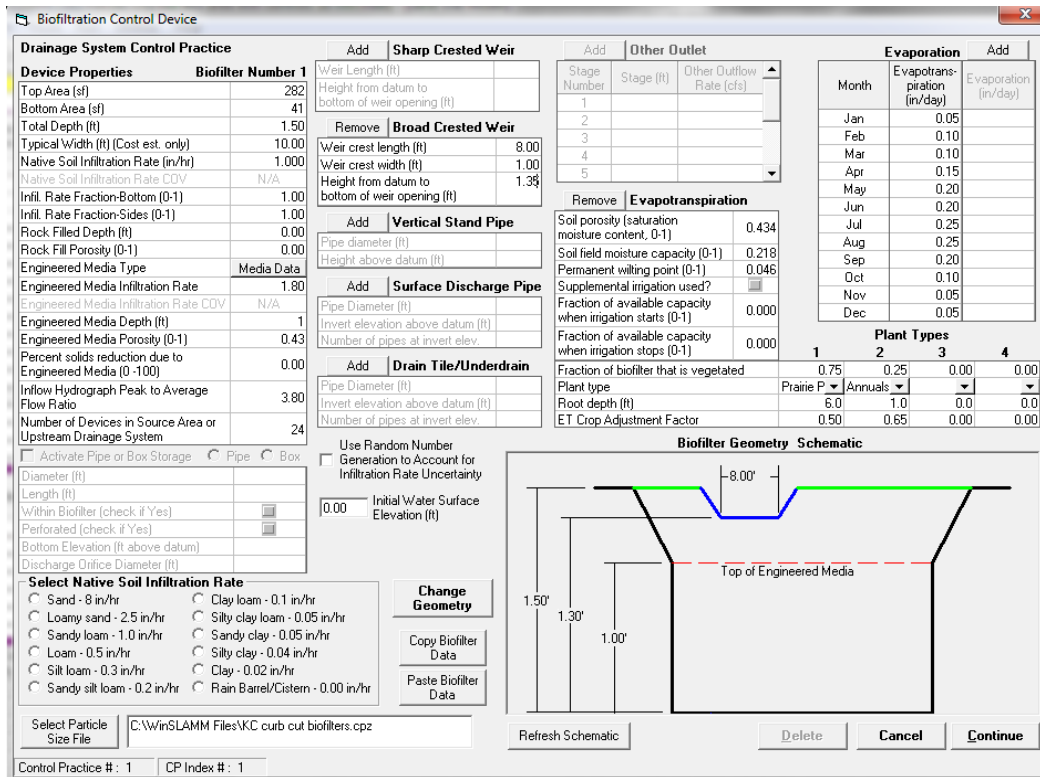 Biofiltration Control Device
x
Drainage System Control Practice
Device Properties Biofilter Number 1
Top Area (sf) 282
Bottom Area (sf) 41
Total Depth (ft) 1.50
Typical Width (ft) (Cost est. only) 10.00
Native Soil Infiltration Rate (in/hr) 1.000
Native Soil Infiltration Rate COV N/A
Infil. Rate Fraction-Bottom (0-1) 1.00
Infil. Rate Fraction-Sides (0-1) 1.00
Rock Filled Depth (ft) 0.00
Rock Fill Porosity (0-1) 0.00
Engineered Media Type Media Data
Engineered Media Infiltration Rate 1.80
Engineered Media Infiltration Rate COV N/A
Engineered Media Depth (ft) 1
Engineered Media Porosity (0-1) 0.43
Percent solids reduction due to
Engineered Media (0 -100) 0.00
Inflow Hydrograph Peak to Average
Flow Ratio 3.80
Number of Devices in Source Area or
Upstream Drainage System 24
Activate Pipe or Box Storage Pipe Box
Diameter (ft)
Length (ft)
Within Biofilter (check if Yes)
Perforated (check if Yes)
Bottom Elevation (ft above datum)
Discharge Orifice Diameter (ft)
Select Native Soil Infiltration Rate
Sand - 8 in/hr Clay loam - 0.1 in/hr
Loamy sand - 2.5 in/hr Silty clay loam - 0.05 in/hr
Sandy loam - 1.0 in/hr Sandy clay - 0.05 in/hr
Loam - 0.5 in/hr Silty clay - 0.04 in/hr
Silt loam - 0.3 in/hr Clay - 0.02 in/hr
Sandy silt loam - 0.2 in/hr Rain Barrel/Cistern - 0.00 in/hr
Select Particle
Size File
C:\WinSLAMM Files\KC curb cut biofilters.cpz
Control Practice # : 1 CP Index # : 1
Add Sharp Crested Weir
Weir Length (ft)
Height from datum to
bottom of weir opening (ft)
Remove Broad Crested Weir
Weir crest length (ft) 8.00
Weir crest width (ft) 1.00
Height from datum to 1.35
bottom of weir opening (ft)
Add Vertical Stand Pipe
Pipe diameter (ft)
Height above datum (ft)
Add Surface Discharge Pipe
Pipe Diameter (ft)
Invert elevation above datum (ft)
Number of pipes at invert elev.
Add Drain Tile/Underdrain
Pipe Diameter (ft)
Invert elevation above datum (ft)
Number of pipes at invert elev.
Use Random Number
Generation to Account for
Infiltration Rate Uncertainty
0.00 Initial Water Surface
Elevation (ft)
Change
Geometry
Copy Biofilter
Data
Paste Biofilter
Data
Add Other Outlet
Stage
Number Stage (ft) Other Outflow
Rate (cfs)
1
2
3
4
5
Remove Evapotranspiration
Soil porosity (saturation
moisture content, 0-1) 0.434
Soil field moisture capacity (0-1) 0.218
Permanent wilting point (0-1) 0.046
Supplemental irrigation used?
Fraction of available capacity
when irrigation starts (0-1) 0.000
Fraction of available capacity
when irrigation stops (0-1) 0.000
Evaporation Add
Month Evapotrans-
piration
(in/day) Evaporation
(in/day)
Jan 0.05
Feb 0.10
Mar 0.10
Apr 0.15
May 0.20
Jun 0.20
Jul 0.25
Aug 0.25
Sep 0.20
Oct 0.10
Nov 0.05
Dec 0.05
Plant Types
1 2 3 4
Fraction of biofilter that is vegetated 0.75 0.25 0.00 0.00
Plant type Prairie P Annuals
Root depth (ft) 6.0 1.0 0.0 0.0
ET Crop Adjustment Factor 0.50 0.65 0.00 0.00
Biofilter Geometry Schematic
8.00'
Top of Engineered Media
1.50'
1.30'
1.00'
Refresh Schematic Delete Cancel Continue